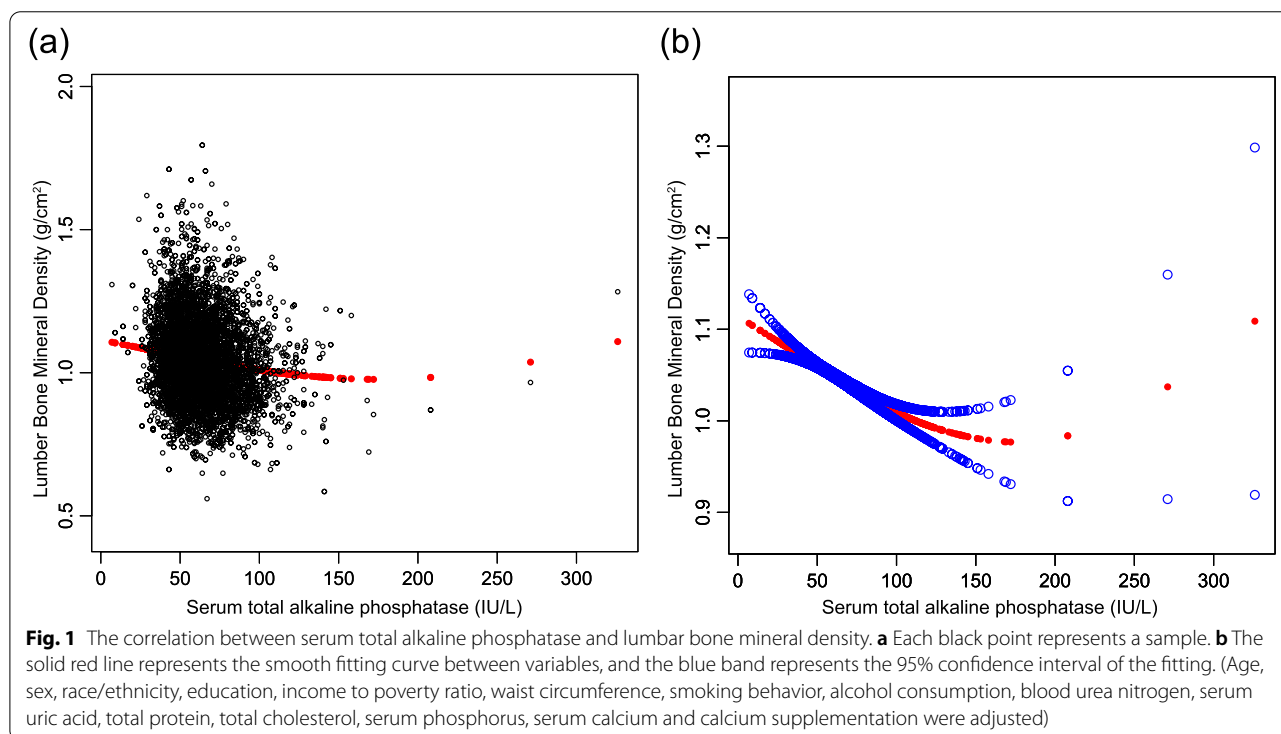 (a)
(b)
2.0
1.5
1.0
0.5
Lumber Bone Mineral Density (g/cm²)
0 50 100 150 200 250 300
Serum total alkaline phosphatase (IU/L)
1.3
1.2
1.1
1.0
0.9
Lumber Bone Mineral Density (g/cm²)
0 50 100 150 200 250 300
Serum total alkaline phosphatase (IU/L)
Fig. 1 The correlation between serum total alkaline phosphatase and lumbar bone mineral density. a Each black point represents a sample. b The
solid red line represents the smooth fitting curve between variables, and the blue band represents the 95% confidence interval of the fitting. (Age,
sex, race/ethnicity, education, income to poverty ratio, waist circumference, smoking behavior, alcohol consumption, blood urea nitrogen, serum
uric acid, total protein, total cholesterol, serum phosphorus, serum calcium and calcium supplementation were adjusted)